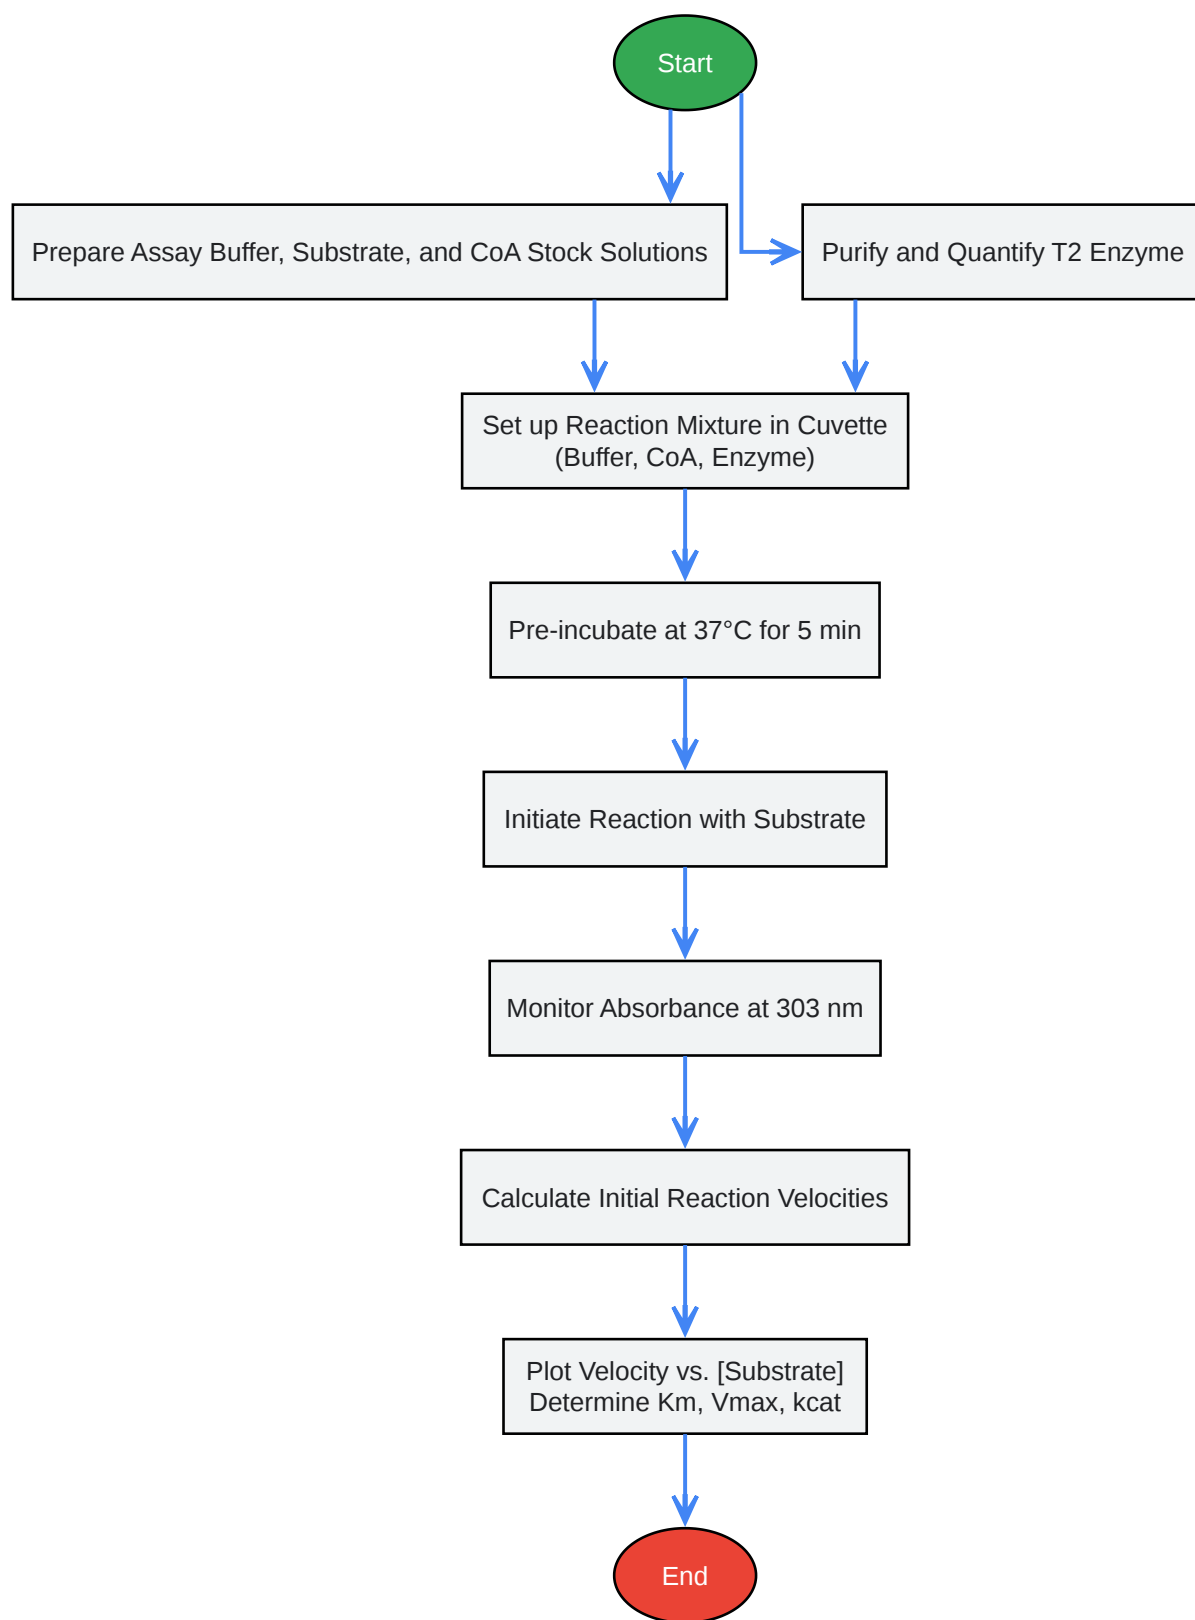 Start
Prepare Assay Buffer, Substrate, and CoA Stock Solutions
Purify and Quantify T2 Enzyme
Set up Reaction Mixture in Cuvette
(Buffer, CoA, Enzyme)
Pre-incubate at 37°C for 5 min
Initiate Reaction with Substrate
Monitor Absorbance at 303 nm
Calculate Initial Reaction Velocities
Plot Velocity vs. [Substrate]
Determine Km, Vmax, kcat
End